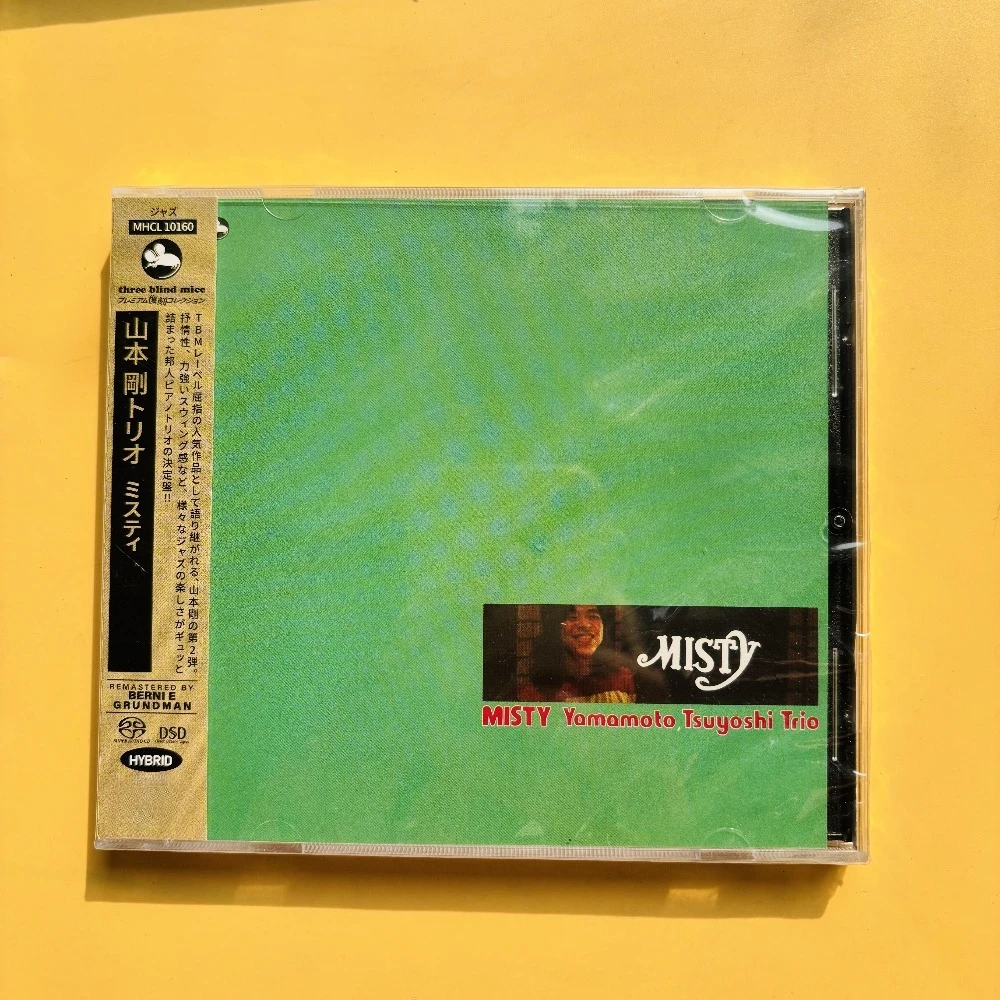 ジャズ
MHCL 10160
three blind mice
プレミアム復刻コレクション
山本 剛トリオ ミスティ
TBMレーベル屈指の人気作品として語り継がれる、山本剛の第2弾。
抒情性、力強いスウィング感など、様々なジャズの楽しさがギュッと
詰まった邦人ピアノトリオの決定盤!!
REMASTERED BY
BERNIE
GRUNDMAN
SUPER AUDIO CD
DSD
HYBRID
MISTY
MISTY Yamamoto Tsuyoshi Trio